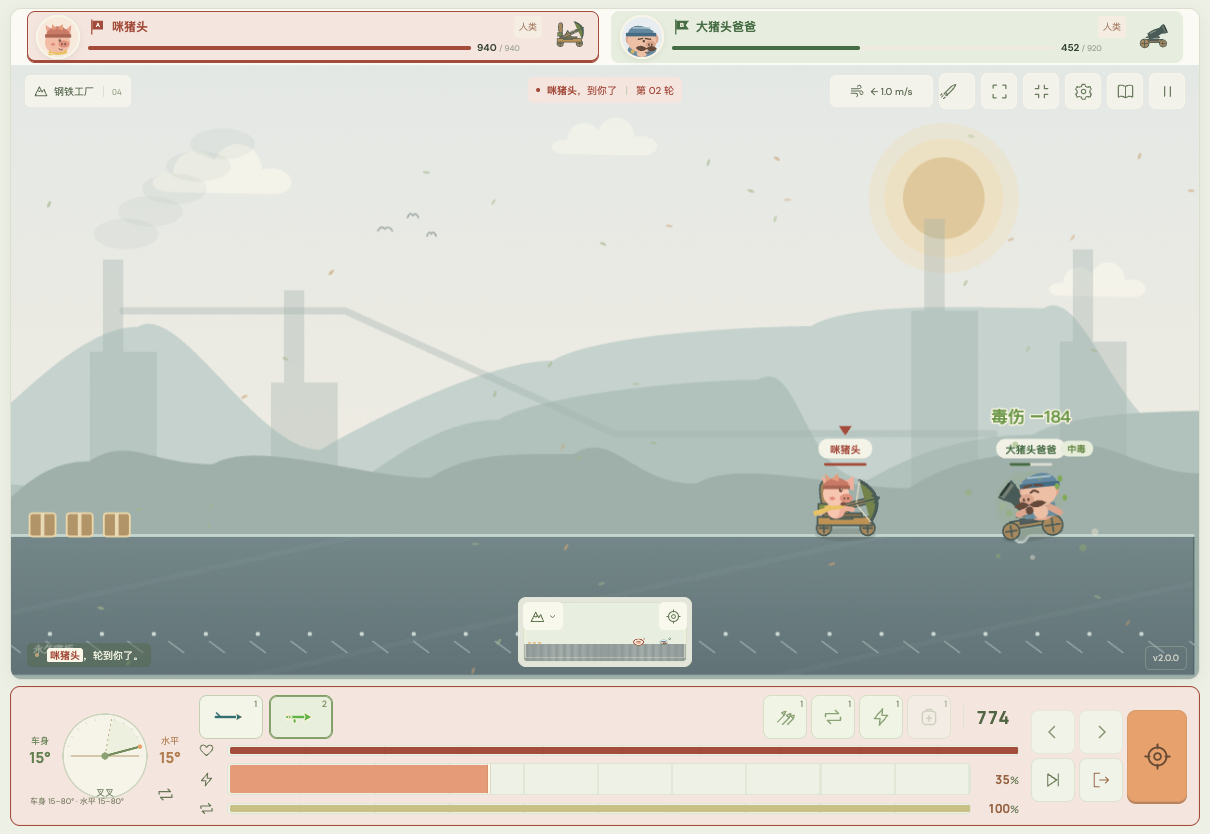 咪猪头
人类
940 / 940
大猪头爸爸
人类
452 / 920
钢铁工厂 04
咪猪头，到你了 第 02 轮
← 1.0 m/s
毒伤 −184
咪猪头
大猪头爸爸 中毒
咪猪头，轮到你了。
v2.0.0
车身
15°
水平
15°
车身 15–80° · 水平 15–80°
1
2
1
1
1
1
774
35%
100%